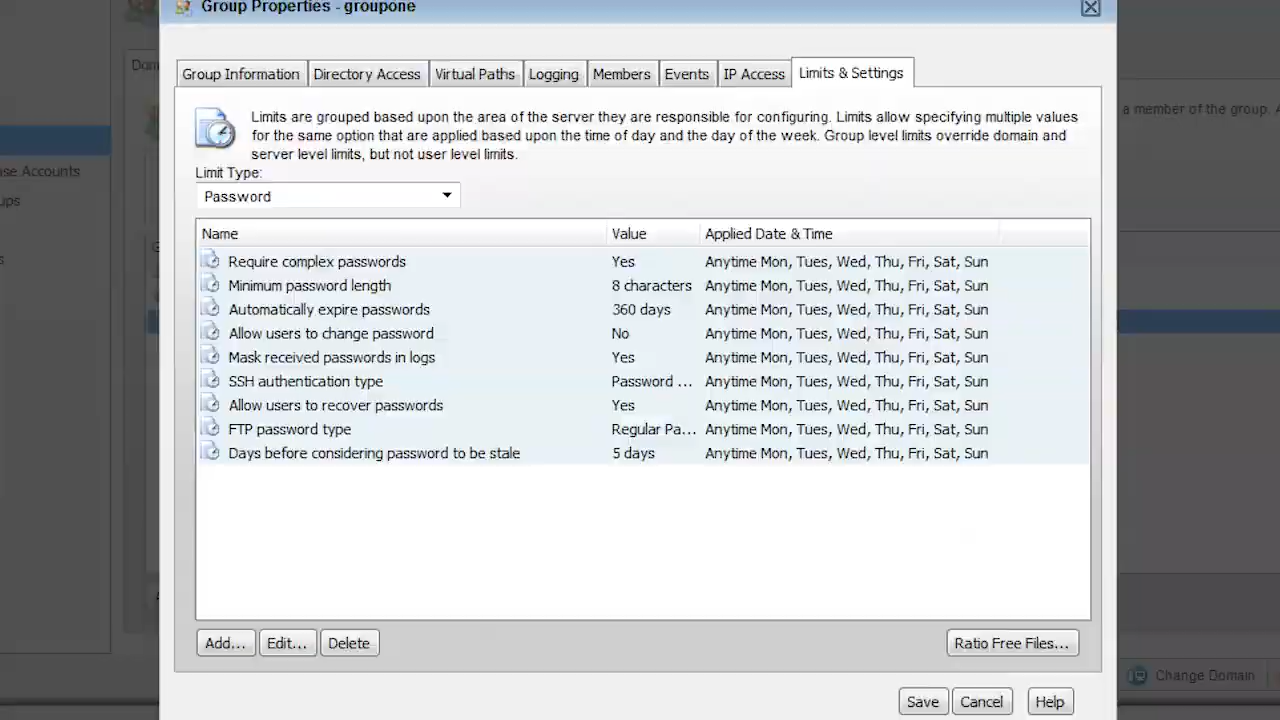 Group Properties - groupone
Group Information Directory Access Virtual Paths Logging Members Events IP Access Limits & Settings
Limits are grouped based upon the area of the server they are responsible for configuring. Limits allow specifying multiple values
for the same option that are applied based upon the time of day and the day of the week. Group level limits override domain and
server level limits, but not user level limits.
Limit Type:
Password
Name Value Applied Date & Time
Require complex passwords Yes Anytime Mon, Tues, Wed, Thu, Fri, Sat, Sun
Minimum password length 8 characters Anytime Mon, Tues, Wed, Thu, Fri, Sat, Sun
Automatically expire passwords 360 days Anytime Mon, Tues, Wed, Thu, Fri, Sat, Sun
Allow users to change password No Anytime Mon, Tues, Wed, Thu, Fri, Sat, Sun
Mask received passwords in logs Yes Anytime Mon, Tues, Wed, Thu, Fri, Sat, Sun
SSH authentication type Password ... Anytime Mon, Tues, Wed, Thu, Fri, Sat, Sun
Allow users to recover passwords Yes Anytime Mon, Tues, Wed, Thu, Fri, Sat, Sun
FTP password type Regular Pa... Anytime Mon, Tues, Wed, Thu, Fri, Sat, Sun
Days before considering password to be stale 5 days Anytime Mon, Tues, Wed, Thu, Fri, Sat, Sun
Add... Edit... Delete Ratio Free Files...
Save Cancel Help
a member of the group.
Accounts
Change Domain